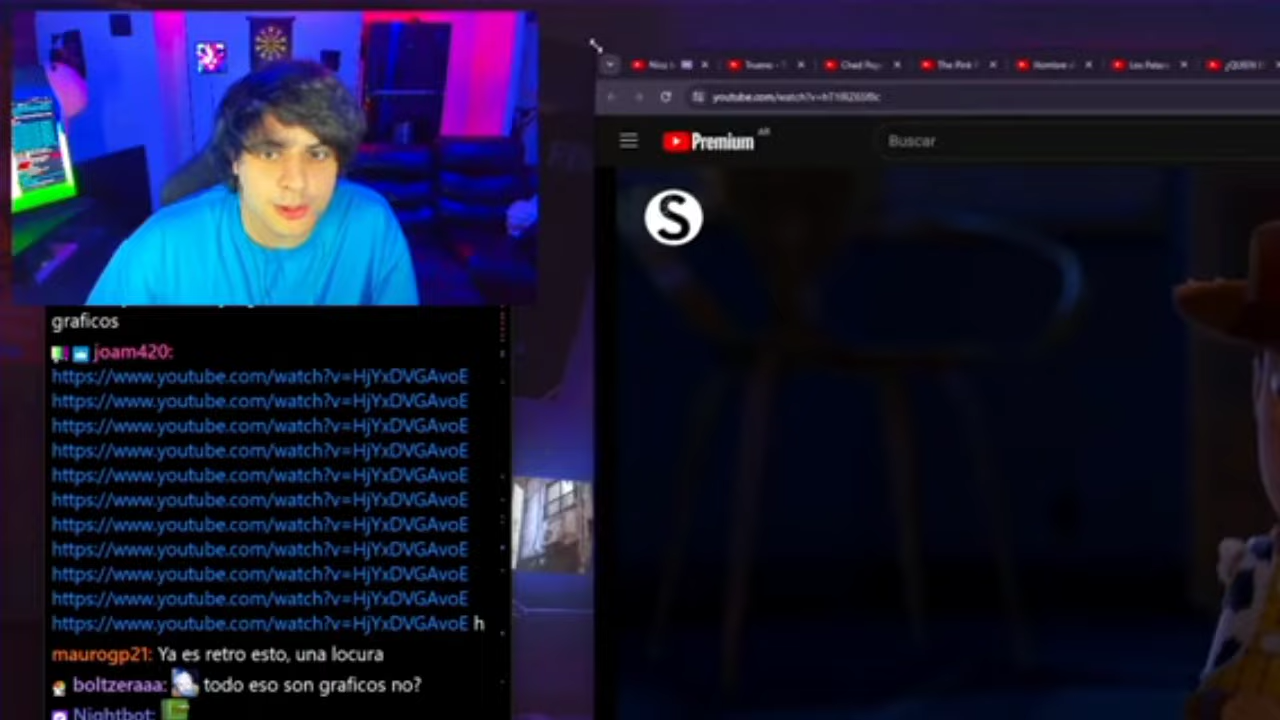 Premium AR
Buscar
S
graficos
joam420:
https://www.youtube.com/watch?v=HjYxDVGAvoE
https://www.youtube.com/watch?v=HjYxDVGAvoE
https://www.youtube.com/watch?v=HjYxDVGAvoE
https://www.youtube.com/watch?v=HjYxDVGAvoE
https://www.youtube.com/watch?v=HjYxDVGAvoE
https://www.youtube.com/watch?v=HjYxDVGAvoE
https://www.youtube.com/watch?v=HjYxDVGAvoE
https://www.youtube.com/watch?v=HjYxDVGAvoE
https://www.youtube.com/watch?v=HjYxDVGAvoE
https://www.youtube.com/watch?v=HjYxDVGAvoE
https://www.youtube.com/watch?v=HjYxDVGAvoE h
maurogp21: Ya es retro esto, una locura
boltzeraaa: todo eso son graficos no?
Nightbot: